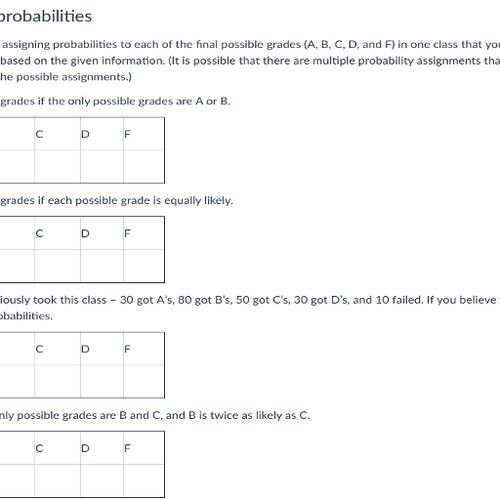 probabilities
assigning probabilities to each of the final possible grades (A, B, C, D, and F) in one class that you
based on the given information. (It is possible that there are multiple probability assignments tha
he possible assignments.)
grades if the only possible grades are A or B.
C D F
grades if each possible grade is equally likely.
C D F
iously took this class – 30 got A's, 80 got B's, 50 got C's, 30 got D's, and 10 failed. If you believe
obabilities.
C D F
nly possible grades are B and C, and B is twice as likely as C.
C D F